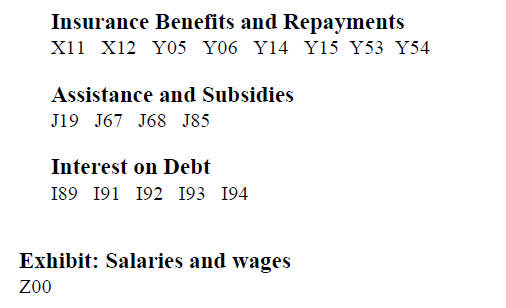 Insurance Benefits and Repayments
X11 X12 Y05 Y06 Y14 Y15 Y53 Y54
Assistance and Subsidies
J19 J67 J68 J85
Interest on Debt
I89 I91 I92 I93 I94
Exhibit: Salaries and wages
Z00